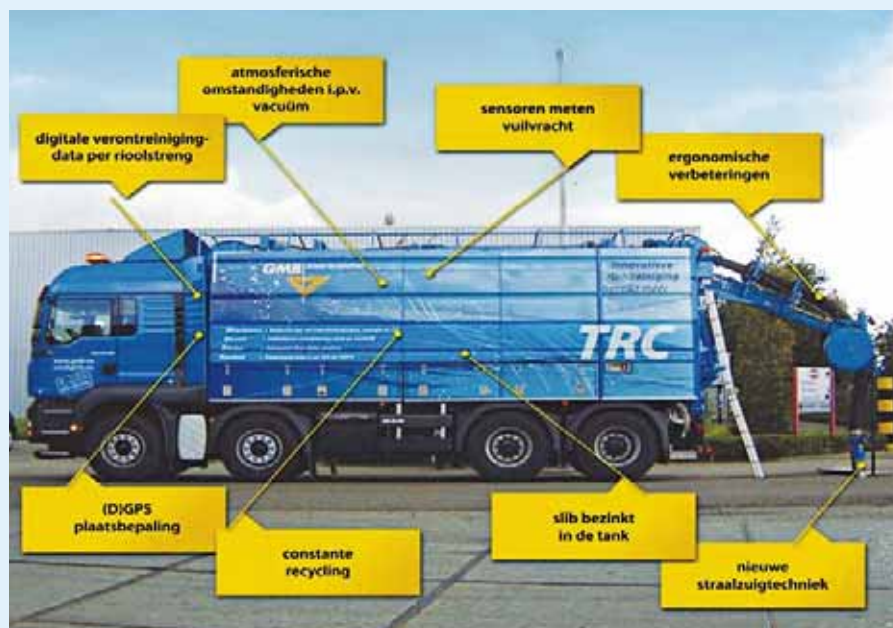 atmosferische
omstandigheden i.p.v.
vacuüm
sensoren meten
vuilvracht
digitale verontreiniging-
data per rioolstreng
ergonomische
verbeteringen
GMB
TRC
(D)GPS
plaatsbepaling
constante
recycling
slib bezinkt
in de tank
nieuwe
straalzuigtechniek